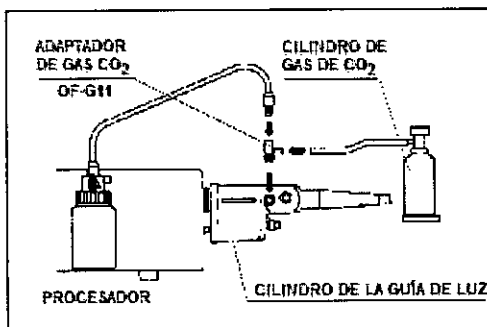 ADAPTADOR
DE GAS CO₂
OF-G11
CILINDRO DE
GAS DE CO₂
PROCESADOR
CILINDRO DE LA GUÍA DE LUZ